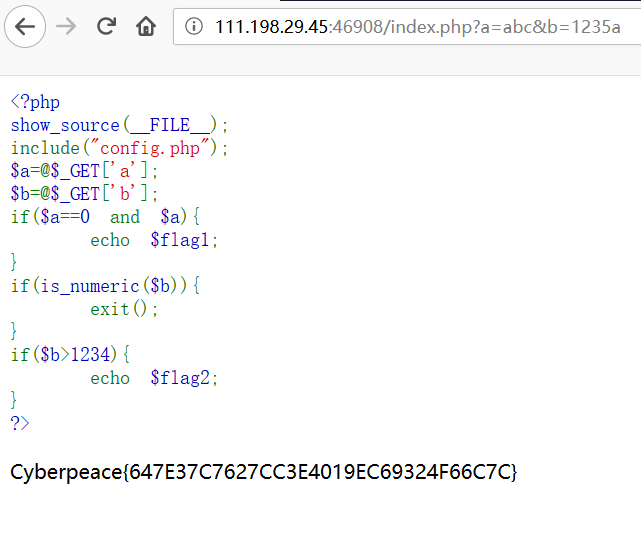 111.198.29.45:46908/index.php?a=abc&b=1235a
<?php
show_source(__FILE__);
include("config.php");
$a=@$_GET['a'];
$b=@$_GET['b'];
if($a==0 and $a){
        echo $flag1;
}
if(is_numeric($b)){
        exit();
}
if($b>1234){
        echo $flag2;
}
?>
Cyberpeace{647E37C7627CC3E4019EC69324F66C7C}